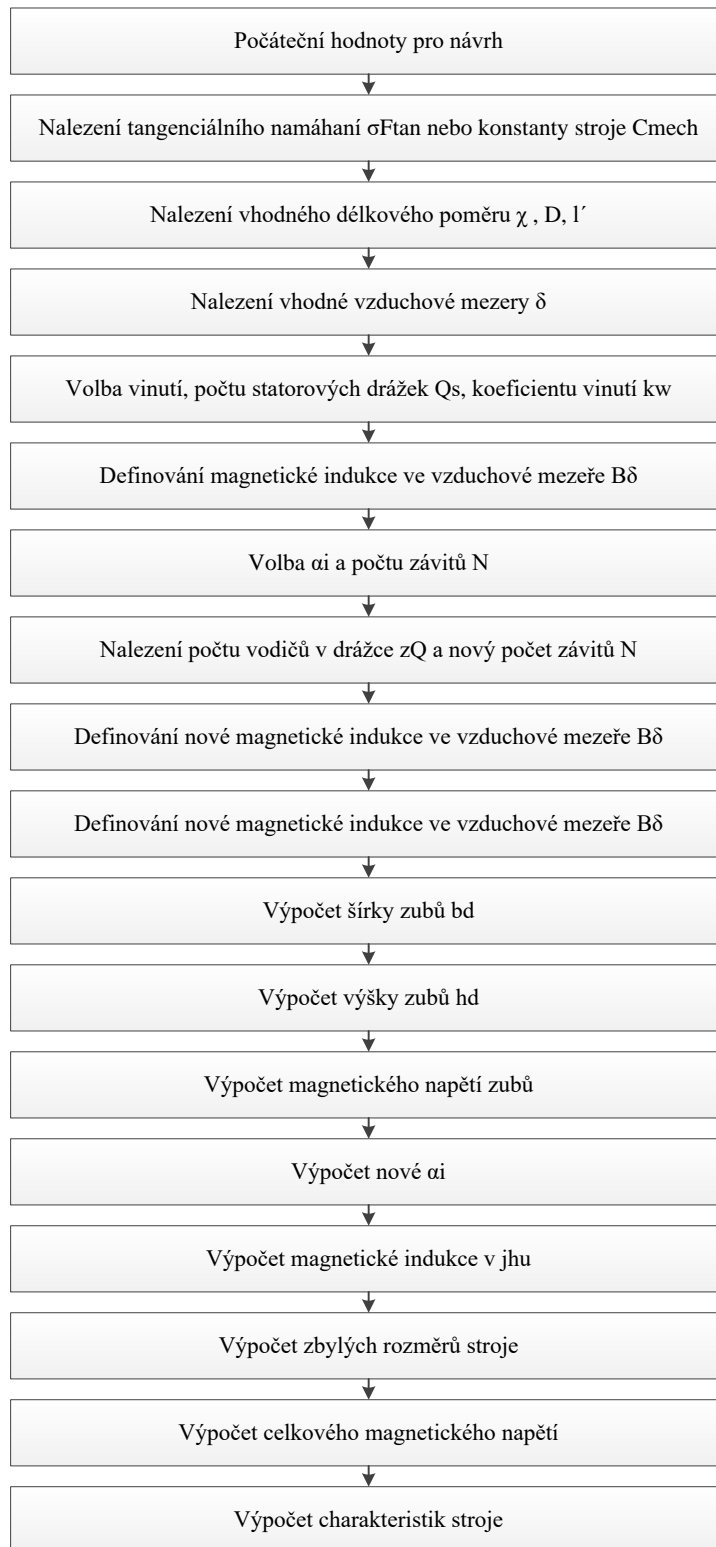 Počáteční hodnoty pro návrh
Nalezení tangenciálního namáhaní σFtan nebo konstanty stroje Cmech
Nalezení vhodného délkového poměru χ , D, l´
Nalezení vhodné vzduchové mezery δ
Volba vinutí, počtu statorových drážek Qs, koeficientu vinutí kw
Definování magnetické indukce ve vzduchové mezeře Bδ
Volba αi a počtu závitů N
Nalezení počtu vodičů v drážce zQ a nový počet závitů N
Definování nové magnetické indukce ve vzduchové mezeře Bδ
Definování nové magnetické indukce ve vzduchové mezeře Bδ
Výpočet šírky zubů bd
Výpočet výšky zubů hd
Výpočet magnetického napětí zubů
Výpočet nové αi
Výpočet magnetické indukce v jhu
Výpočet zbylých rozměrů stroje
Výpočet celkového magnetického napětí
Výpočet charakteristik stroje